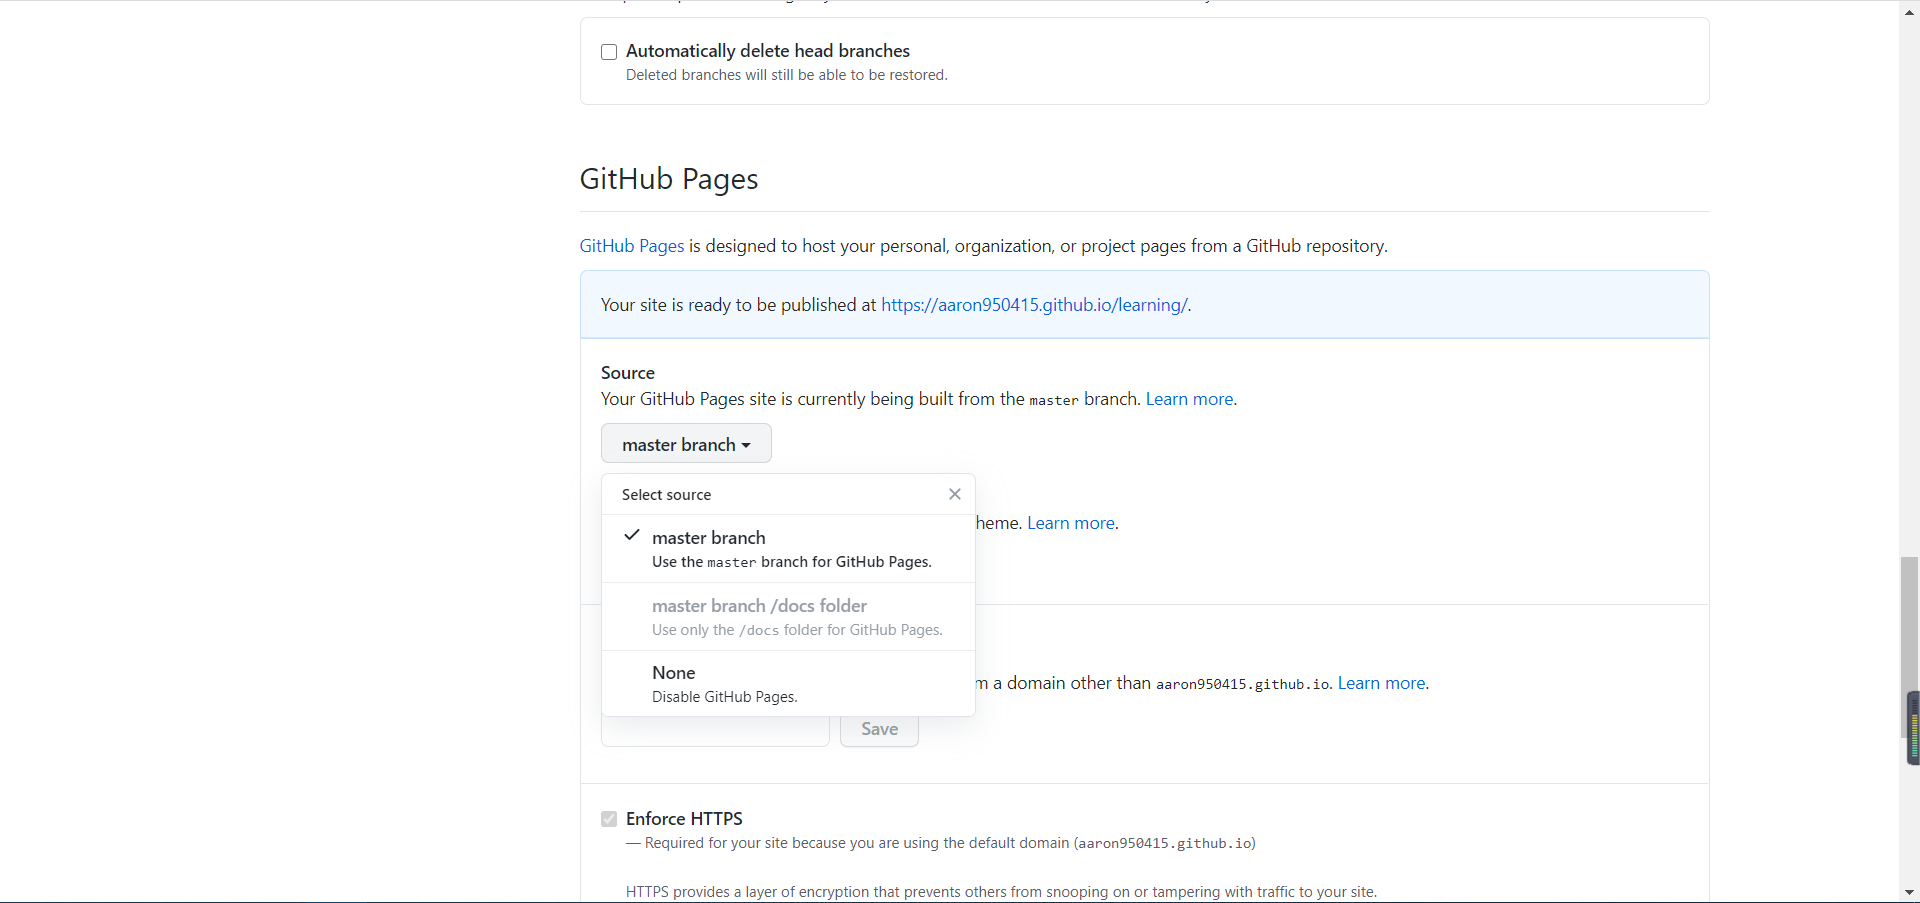 Automatically delete head branches
Deleted branches will still be able to be restored.
GitHub Pages
GitHub Pages is designed to host your personal, organization, or project pages from a GitHub repository.
Your site is ready to be published at https://aaron950415.github.io/learning/.
Source
Your GitHub Pages site is currently being built from the master branch. Learn more.
master branch
Select source
heme. Learn more.
master branch
Use the master branch for GitHub Pages.
master branch /docs folder
Use only the /docs folder for GitHub Pages.
None
m a domain other than aaron950415.github.io. Learn more.
Disable GitHub Pages.
Save
Enforce HTTPS
— Required for your site because you are using the default domain (aaron950415.github.io)
HTTPS provides a layer of encryption that prevents others from snooping on or tampering with traffic to your site.